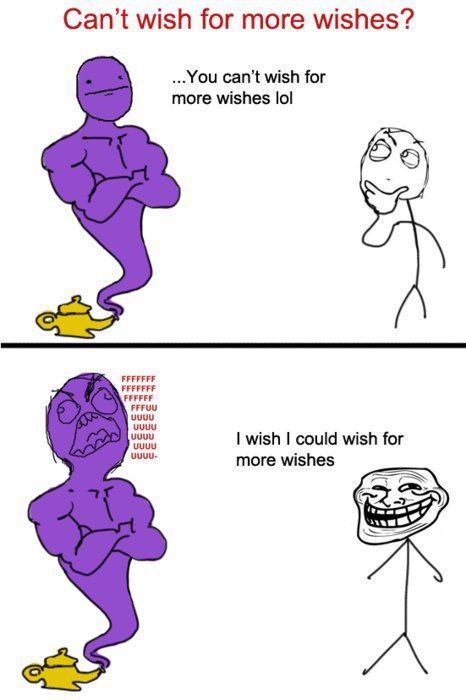 Can't wish for more wishes?
...You can't wish for
more wishes lol
FFFFFFF
FFFFFFF
FFFFFF
FFFUU
UUUU
UUUU
UUUU
UUUU
UUUU-
I wish I could wish for
more wishes